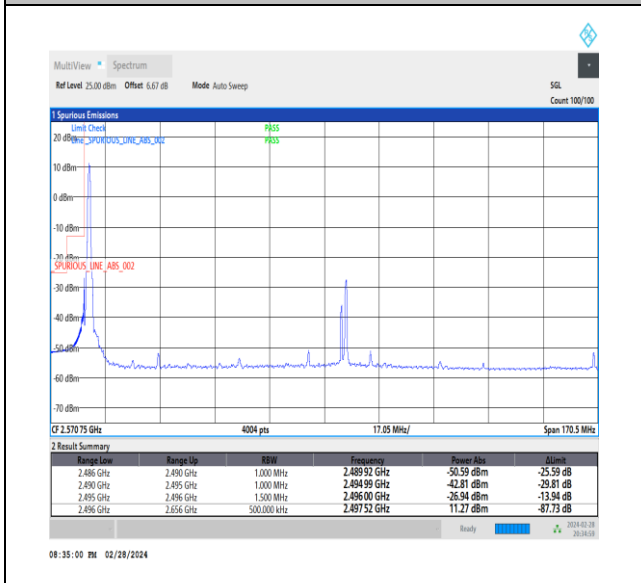 MultiView Spectrum
Ref Level 25.00 dBm Offset 6.67 dB Mode Auto Sweep SGL
Count 100/100
1 Spurious Emissions
Limit Check PASS
20 dBm Line _SPURIOUS_LINE_ABS_002 PASS
10 dBm
0 dBm
-10 dBm
-20 dBm
_SPURIOUS_LINE_ABS_002
-30 dBm
-40 dBm
-50 dBm
-60 dBm
-70 dBm
CF 2.570 75 GHz 4004 pts 17.05 MHz/ Span 170.5 MHz
2 Result Summary
Range Low Range Up RBW Frequency Power Abs ΔLimit
2.486 GHz 2.490 GHz 1.000 MHz 2.489 92 GHz -50.59 dBm -25.59 dB
2.490 GHz 2.495 GHz 1.000 MHz 2.494 99 GHz -42.81 dBm -29.81 dB
2.495 GHz 2.496 GHz 1.500 MHz 2.496 00 GHz -26.94 dBm -13.94 dB
2.496 GHz 2.656 GHz 500.000 kHz 2.497 52 GHz 11.27 dBm -87.73 dB
Ready 2024-02-28
20:34:59
08:35:00 PM 02/28/2024